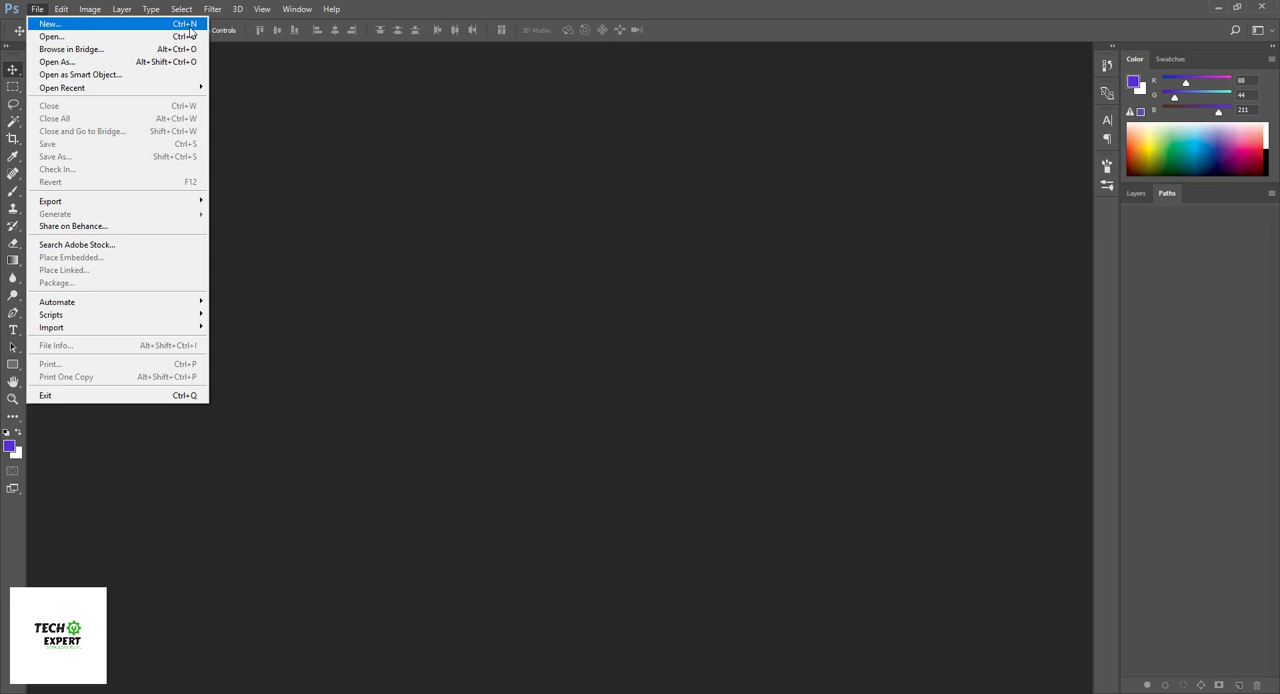 Ps File Edit Image Layer Type Select Filter 3D View Window Help
New... Ctrl+N
Controls
3D Mode:
Open...
Browse in Bridge... Alt+Ctrl+O
Open As... Alt+Shift+Ctrl+O
Open as Smart Object...
Open Recent
Close Ctrl+W
Close All Alt+Ctrl+W
Close and Go to Bridge... Shift+Ctrl+W
Save Ctrl+S
Save As... Shift+Ctrl+S
Check In...
Revert F12
Export
Generate
Share on Behance...
Search Adobe Stock...
Place Embedded...
Place Linked...
Package...
Automate
Scripts
Import
File Info... Alt+Shift+Ctrl+I
Print... Ctrl+P
Print One Copy Alt+Shift+Ctrl+P
Exit Ctrl+Q
Color Swatches
R 88
G 44
B 211
Layers Paths
TECH
EXPERT